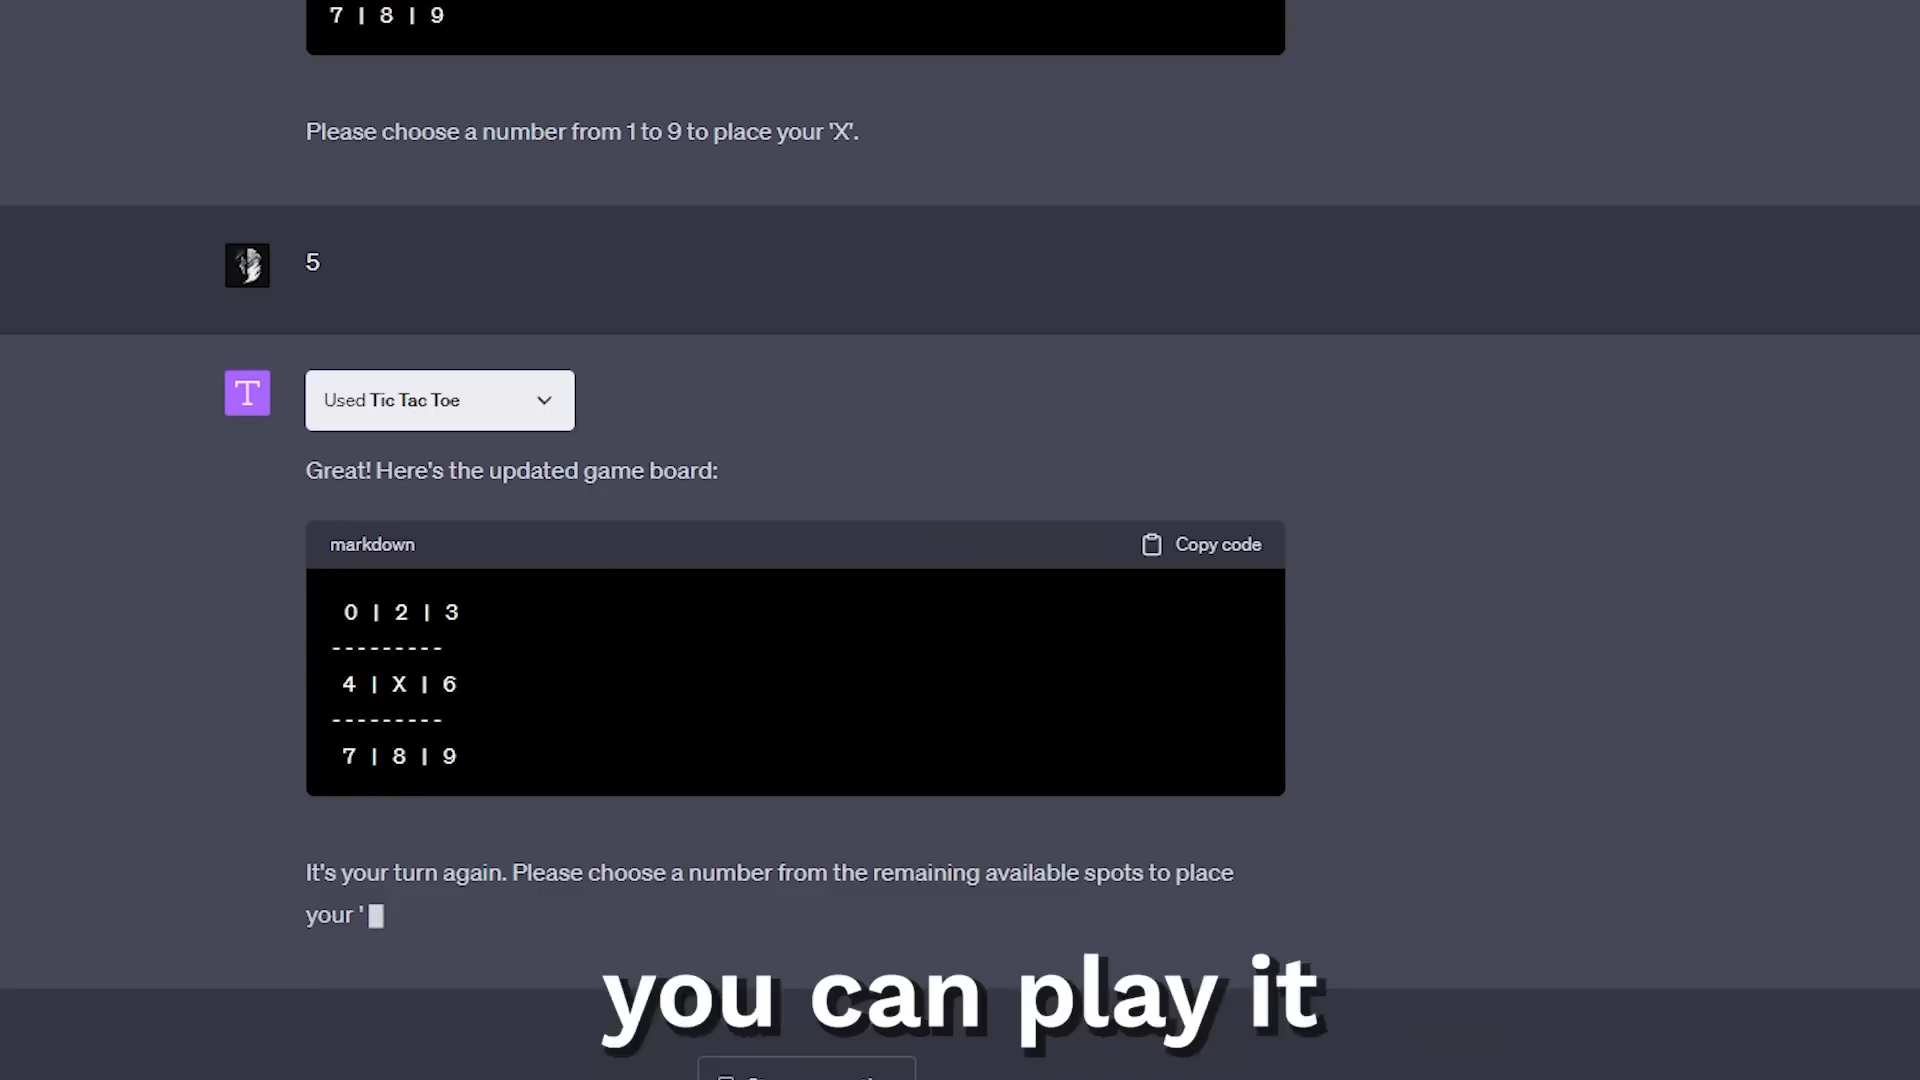 7 | 8 | 9
Please choose a number from 1 to 9 to place your 'X'.
5
T
Used Tic Tac Toe
Great! Here's the updated game board:
markdown
Copy code
0 | 2 | 3
---------
4 | X | 6
---------
7 | 8 | 9
It's your turn again. Please choose a number from the remaining available spots to place
your '
you can play it